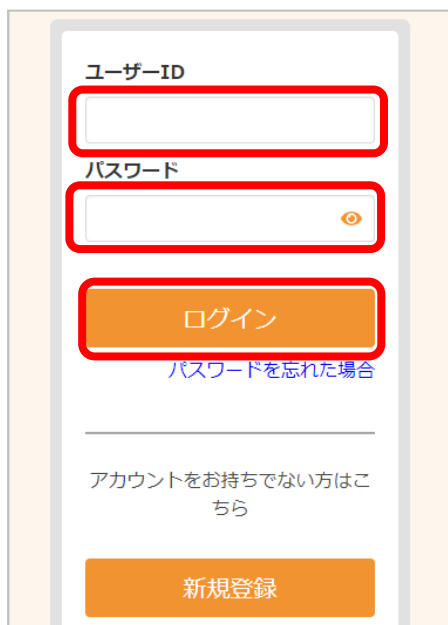 ユーザーID
パスワード
ログイン
パスワードを忘れた場合
アカウントをお持ちでない方はこ
ちら
新規登録